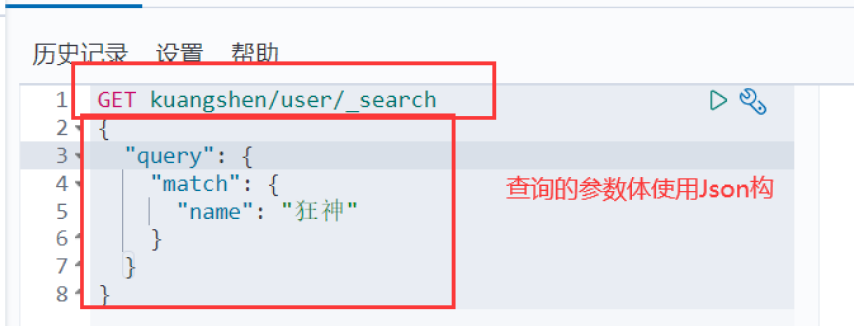 历史记录 设置 帮助
1 GET kuangshen/user/_search
2 {
3 "query": {
4 "match": {
5 "name": "狂神"
6 }
7 }
8 }
查询的参数体使用Json构